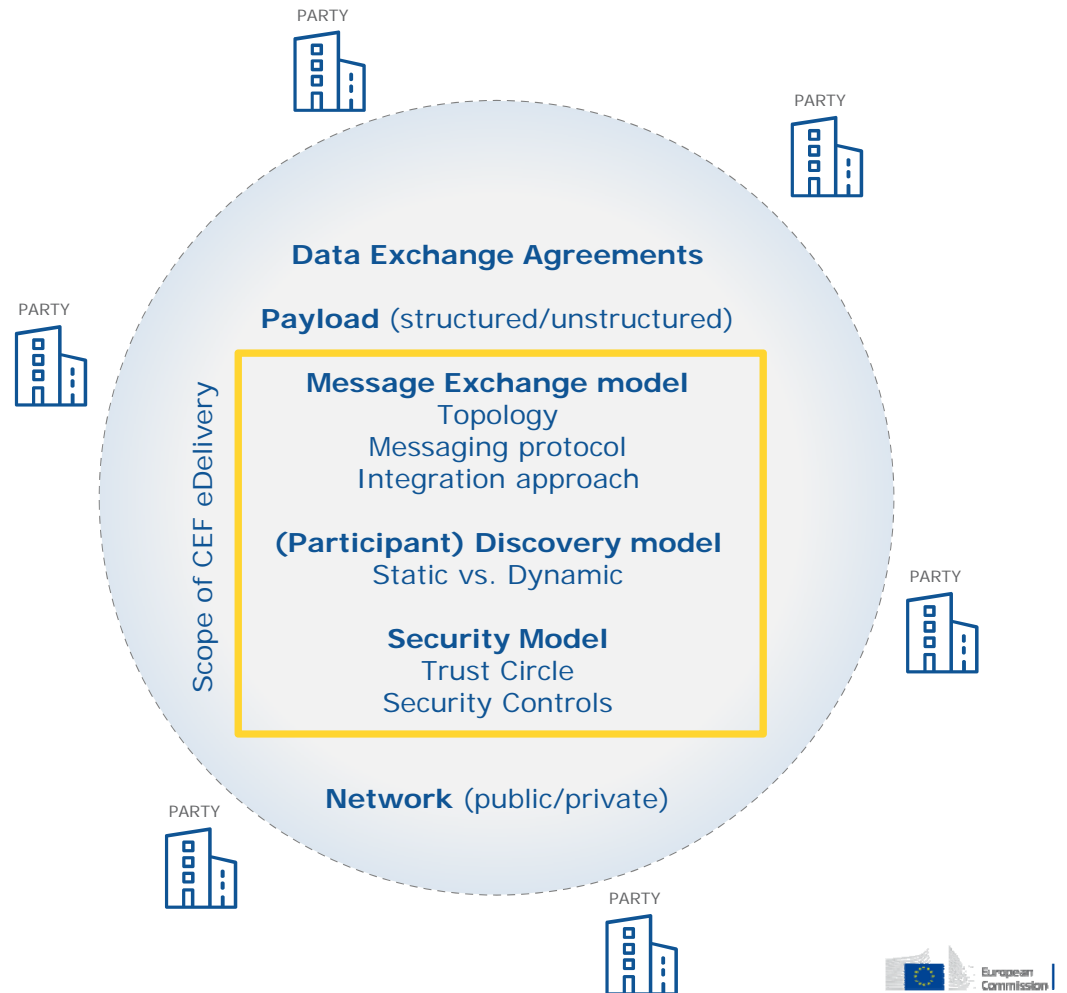 PARTY
PARTY
Data Exchange Agreements
PARTY
Payload (structured/unstructured)
Scope of CEF eDelivery
Message Exchange model
Topology
Messaging protocol
Integration approach
(Participant) Discovery model
Static vs. Dynamic
PARTY
Security Model
Trust Circle
Security Controls
Network (public/private)
PARTY
PARTY
European
Commission